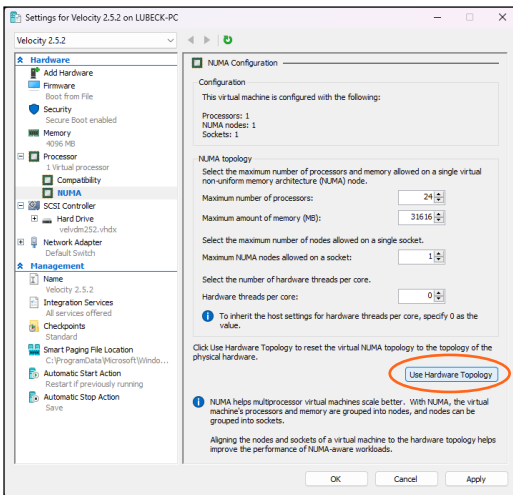 Settings for Velocity 2.5.2 on LUBECK-PC
Velocity 2.5.2
Hardware
Add Hardware
Firmware
Boot from File
Security
Secure Boot enabled
Memory
4096 MB
Processor
1 Virtual processor
Compatibility
NUMA
SCSI Controller
Hard Drive
velvdm252.vhdx
Network Adapter
Default Switch
Management
Name
Velocity 2.5.2
Integration Services
All services offered
Checkpoints
Standard
Smart Paging File Location
C:\ProgramData\Microsoft\Windo...
Automatic Start Action
Restart if previously running
Automatic Stop Action
Save
NUMA Configuration
Configuration
This virtual machine is configured with the following:
Processors: 1
NUMA nodes: 1
Sockets: 1
NUMA topology
Select the maximum number of processors and memory allowed on a single virtual
non-uniform memory architecture (NUMA) node.
Maximum number of processors: 24
Maximum amount of memory (MB): 31616
Select the maximum number of nodes allowed on a single socket.
Maximum NUMA nodes allowed on a socket: 1
Select the number of hardware threads per core.
Hardware threads per core: 0
To inherit the host settings for hardware threads per core, specify 0 as the
value.
Click Use Hardware Topology to reset the virtual NUMA topology to the topology of the
physical hardware.
Use Hardware Topology
NUMA helps multiprocessor virtual machines scale better. With NUMA, the virtual
machine's processors and memory are grouped into nodes, and nodes can be
grouped into sockets.
Aligning the nodes and sockets of a virtual machine to the hardware topology helps
improve the performance of NUMA-aware workloads.
OK Cancel Apply